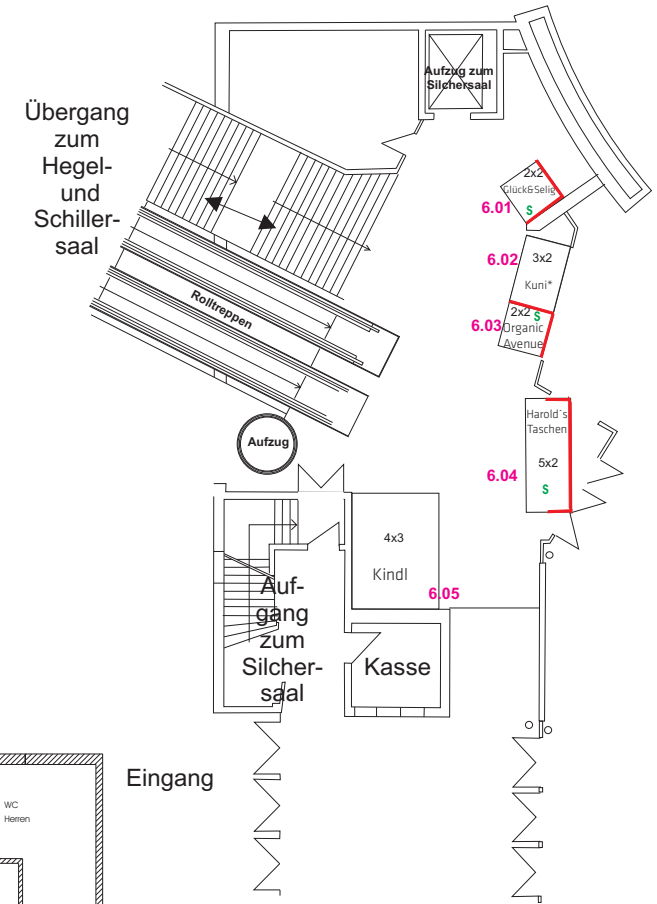 Aufzug zum
Silchersaal
Übergang
zum
Hegel-
und
Schiller-
saal
2x2
Glück&Selig
6.01 $
6.02 3x2
Kuni*
2x2 $
6.03 Organic
Avenue
Rolltreppen
Harold´s
Taschen
Aufzug
5x2
6.04
$
4x3
Kindl
6.05
Auf-
gang
zum
Silcher-
saal
Kasse
Eingang
WC
Herren